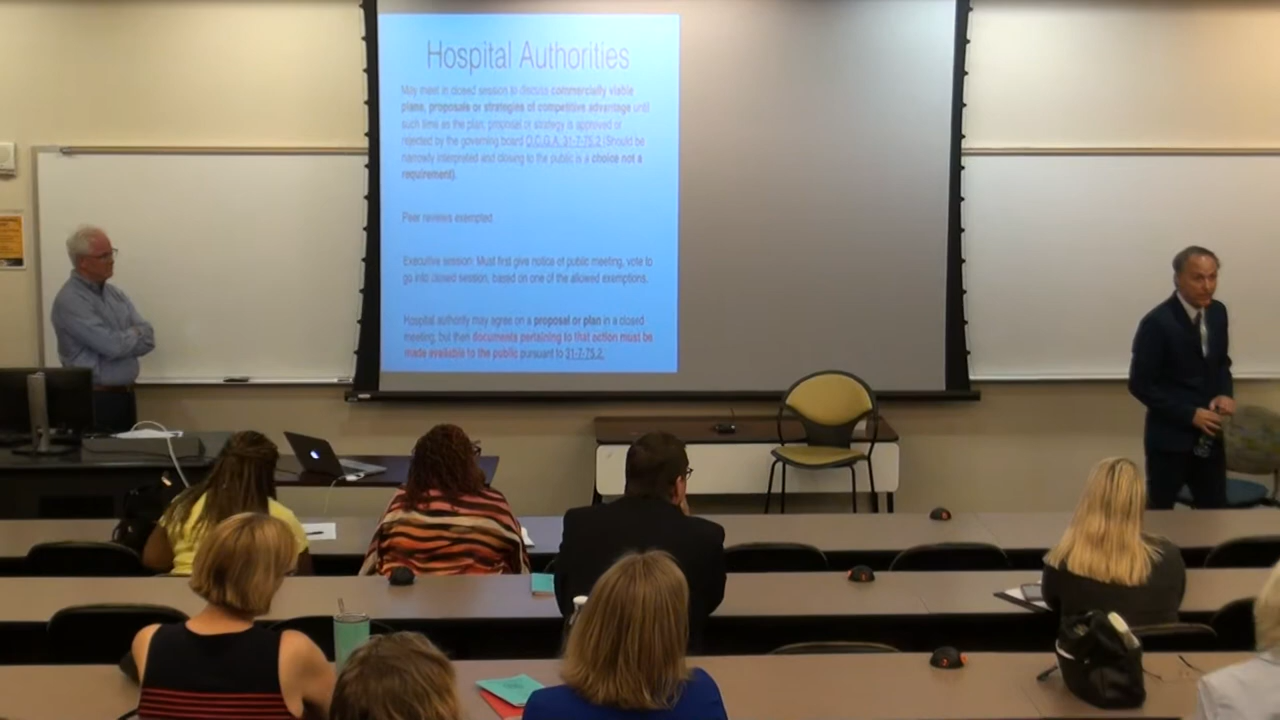 Hospital Authorities
May meet in closed session to discuss commercially viable
plans, proposals or strategies of competitive advantage until
such time as the plan, proposal or strategy is approved or
rejected by the governing board O.C.G.A. 31-7-75.2 (Should be
narrowly interpreted and closing to the public is a choice not a
requirement).
Peer reviews exempted
Executive session: Must first give notice of public meeting, vote to
go into closed session, based on one of the allowed exemptions.
Hospital authority may agree on a proposal or plan in a closed
meeting, but then documents pertaining to that action must be
made available to the public pursuant to 31-7-75.2.